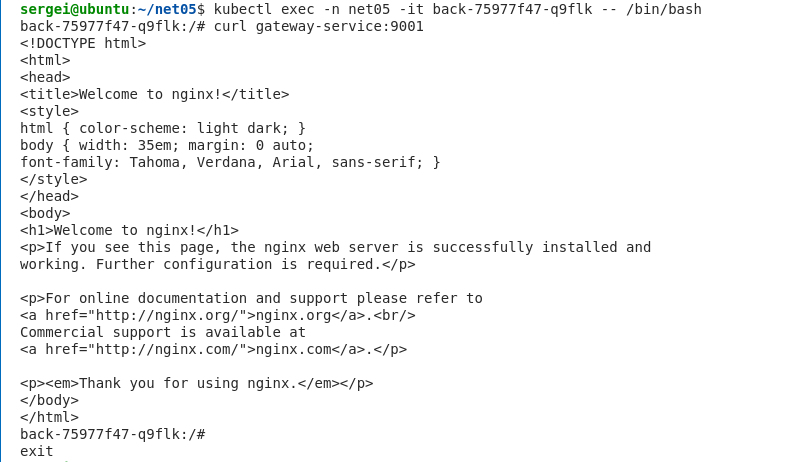 sergei@ubuntu:~/net05$ kubectl exec -n net05 -it back-75977f47-q9flk -- /bin/bash
back-75977f47-q9flk:/# curl gateway-service:9001
<!DOCTYPE html>
<html>
<head>
<title>Welcome to nginx!</title>
<style>
html { color-scheme: light dark; }
body { width: 35em; margin: 0 auto;
font-family: Tahoma, Verdana, Arial, sans-serif; }
</style>
</head>
<body>
<h1>Welcome to nginx!</h1>
<p>If you see this page, the nginx web server is successfully installed and
working. Further configuration is required.</p>

<p>For online documentation and support please refer to
<a href="http://nginx.org/">nginx.org</a>.<br/>
Commercial support is available at
<a href="http://nginx.com/">nginx.com</a>.</p>

<p><em>Thank you for using nginx.</em></p>
</body>
</html>
back-75977f47-q9flk:/#
exit